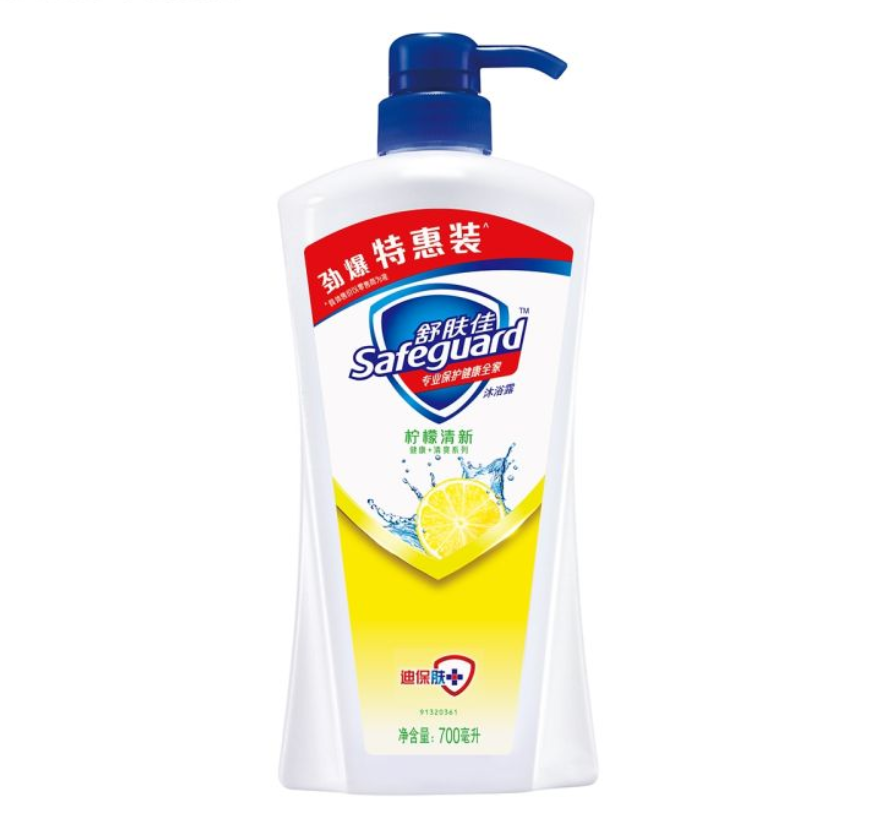 劲爆 特惠装^
舒肤佳
Safeguard
TM
专业保护健康全家
沐浴露
柠檬清新
健康+清爽系列
迪保肤
91320361
净含量：700毫升